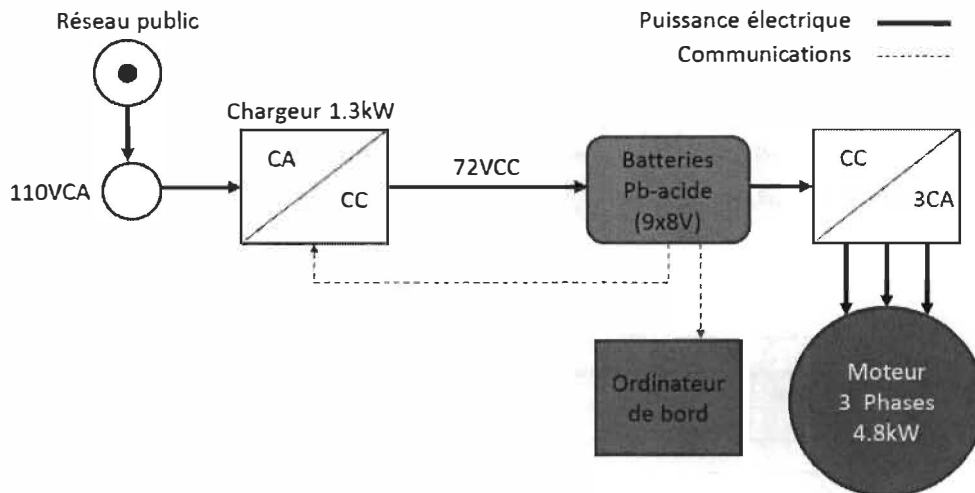 Réseau public
Puissance électrique
Communications
Chargeur 1.3kW
110VCA
CA
CC
72VCC
Batteries
Pb-acide
(9x8V)
CC
3CA
Ordinateur
de bord
Moteur
3 Phases
4.8kW